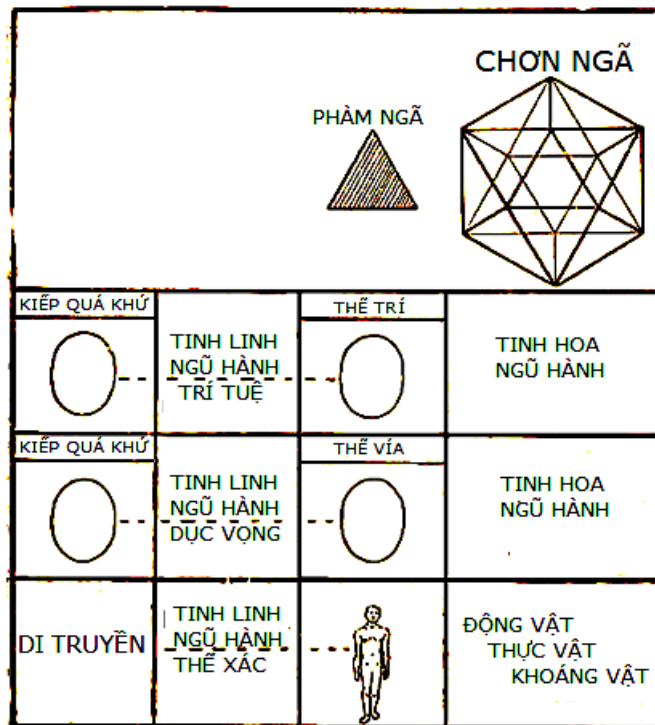 CHƠN NGÃ
PHÀM NGÃ
KIẾP QUÁ KHỨ
TINH LINH
NGŨ HÀNH
TRÍ TUỆ
THỂ TRÍ
TINH HOA
NGŨ HÀNH
KIẾP QUÁ KHỨ
TINH LINH
NGŨ HÀNH
DỤC VỌNG
THỂ VÍA
TINH HOA
NGŨ HÀNH
DI TRUYỀN
TINH LINH
NGŨ HÀNH
THỂ XÁC
ĐỘNG VẬT
THỰC VẬT
KHOÁNG VẬT